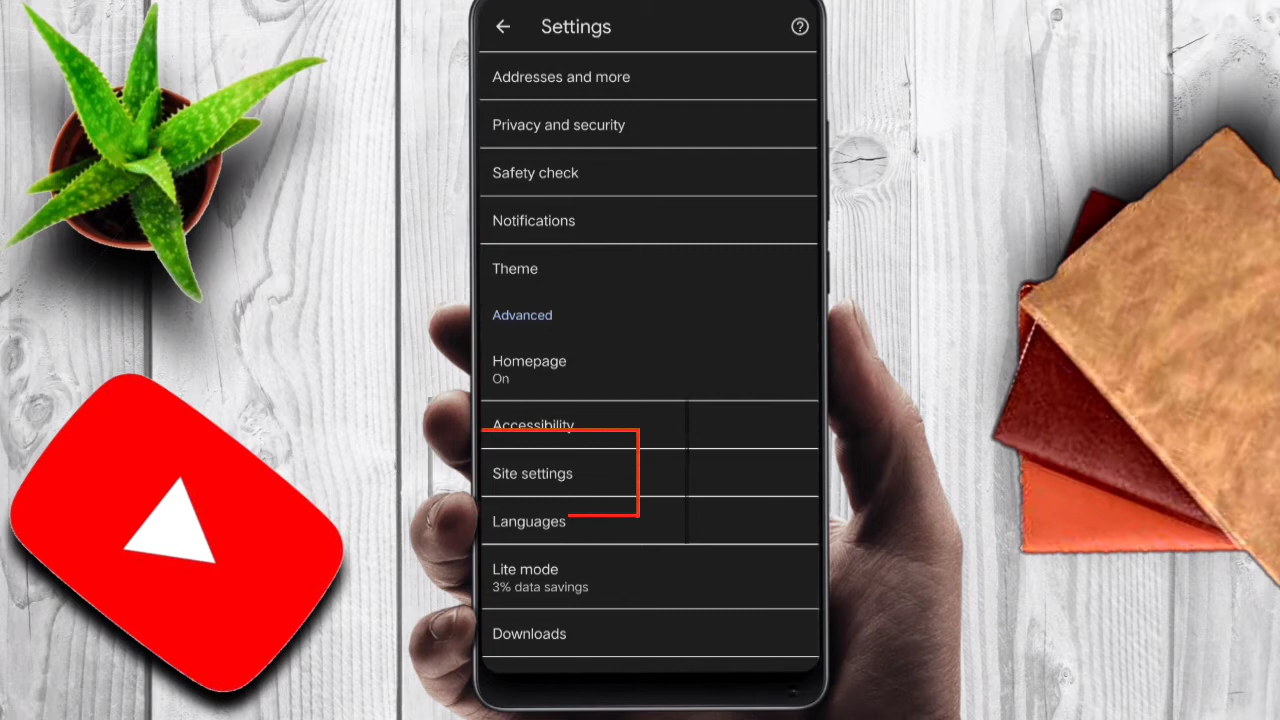 Settings
Addresses and more
Privacy and security
Safety check
Notifications
Theme
Advanced
Homepage
On
Accessibility
Site settings
Languages
Lite mode
3% data savings
Downloads